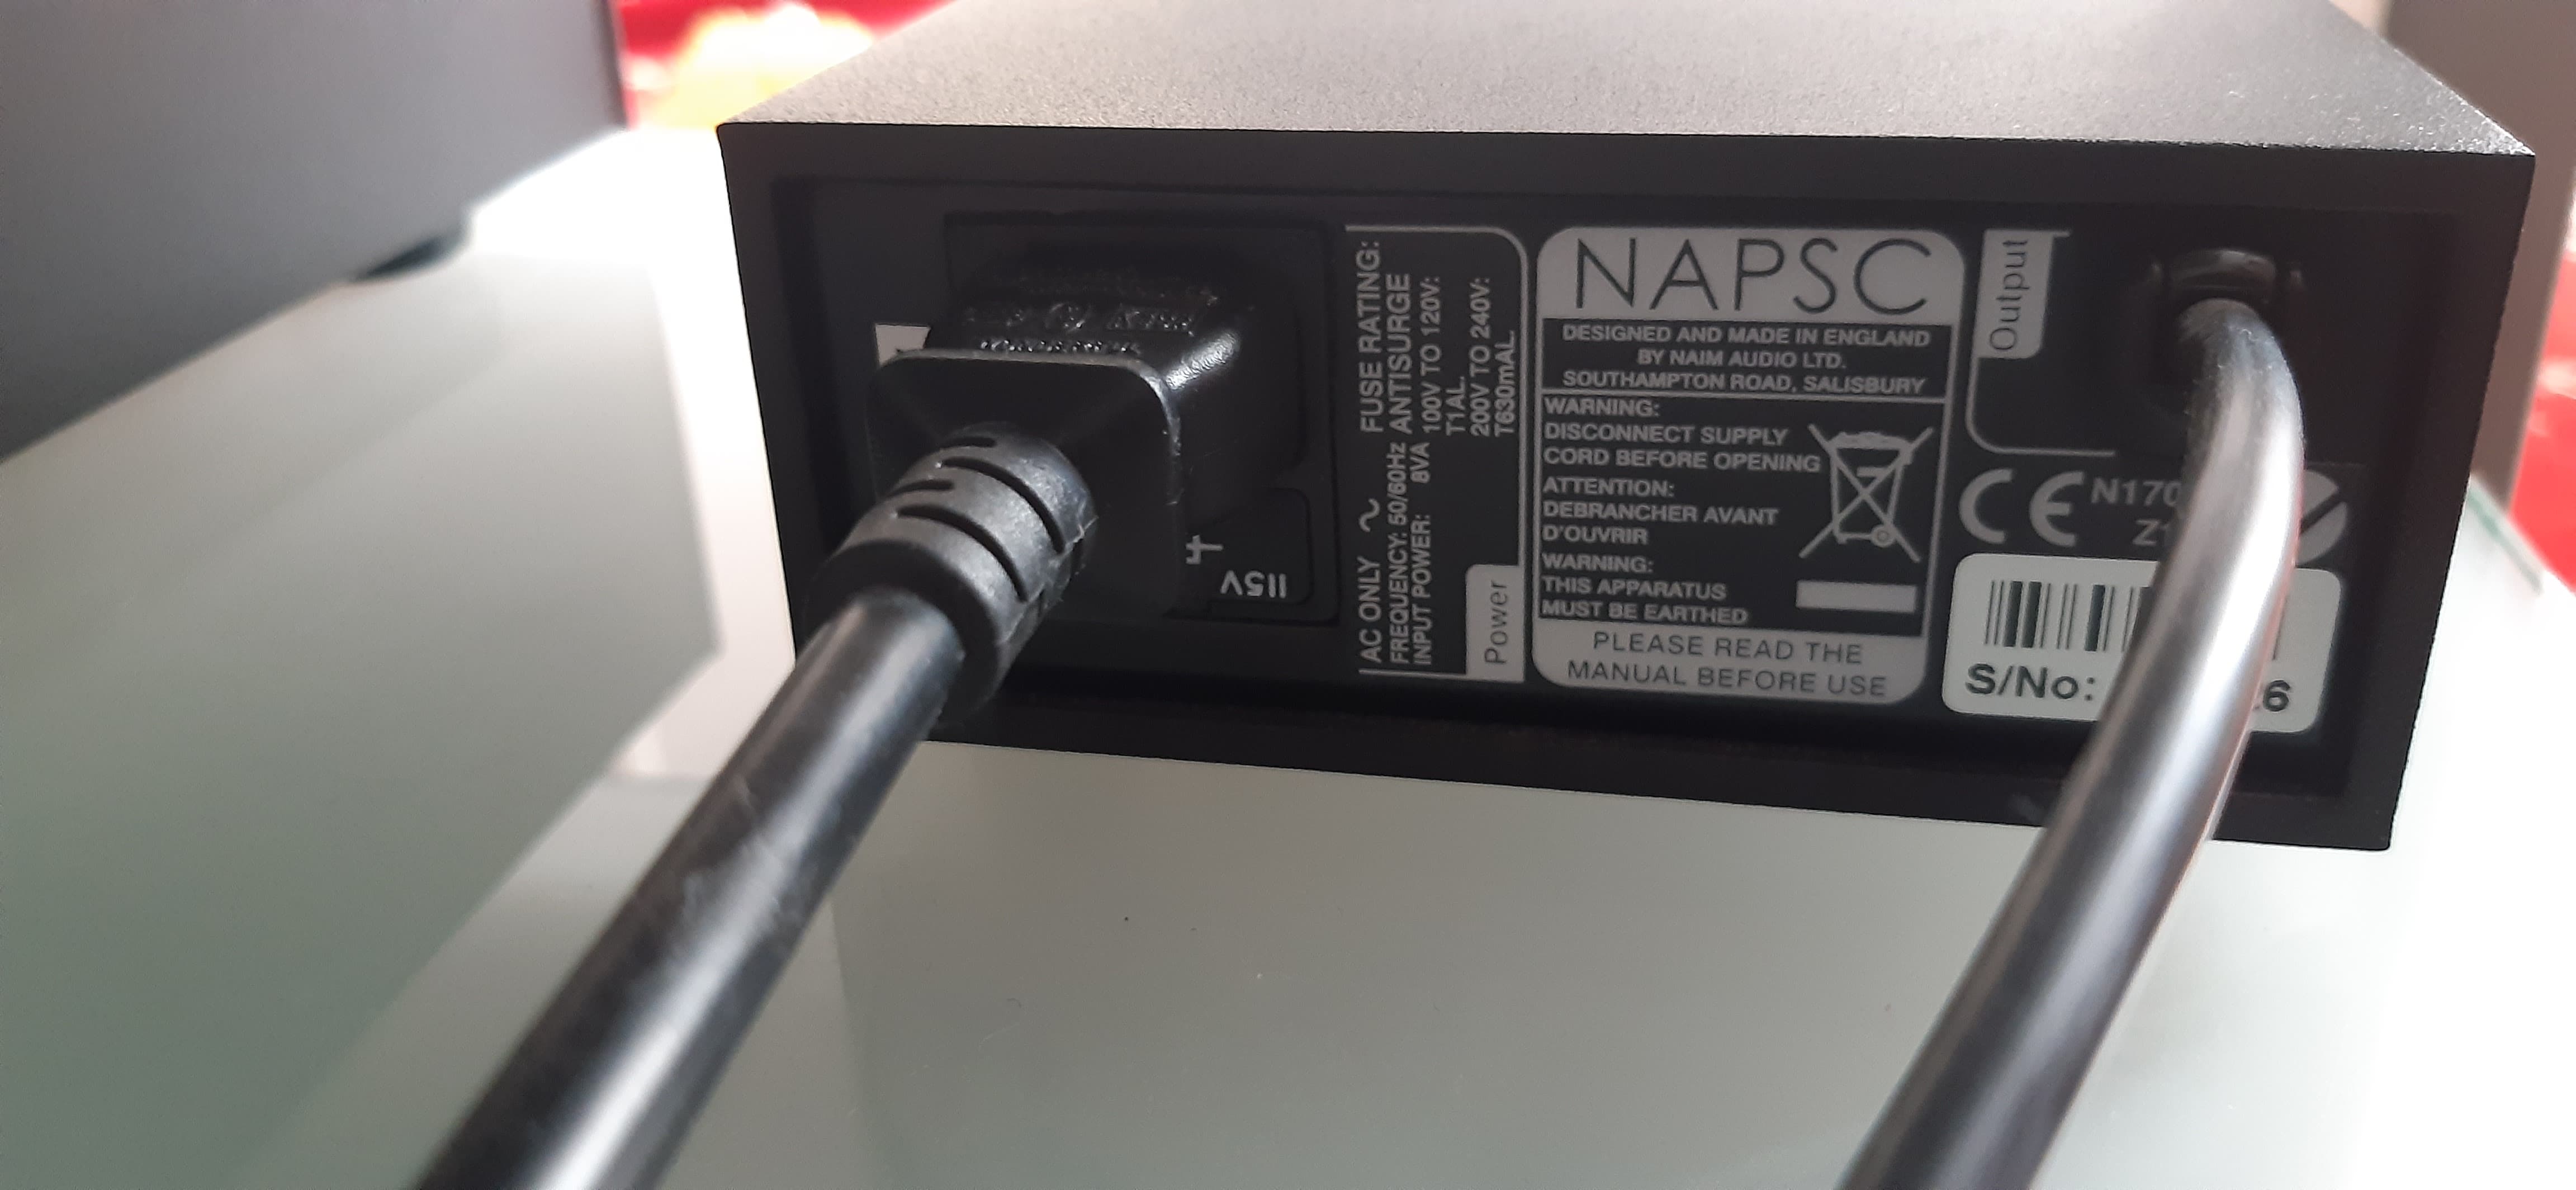 115V
FUSE RATING:
AC ONLY ~ ANTISURGE
FREQUENCY: 50/60Hz 100V TO 120V:
INPUT POWER: 8VA T1AL.
200V TO 240V:
T630mAL.
Power
NAPSC
DESIGNED AND MADE IN ENGLAND
BY NAIM AUDIO LTD.
SOUTHAMPTON ROAD, SALISBURY
WARNING:
DISCONNECT SUPPLY
CORD BEFORE OPENING
ATTENTION:
DEBRANCHER AVANT
D'OUVRIR
WARNING:
THIS APPARATUS
MUST BE EARTHED
PLEASE READ THE
MANUAL BEFORE USE
Output
CE N170
Z1
S/No: 6